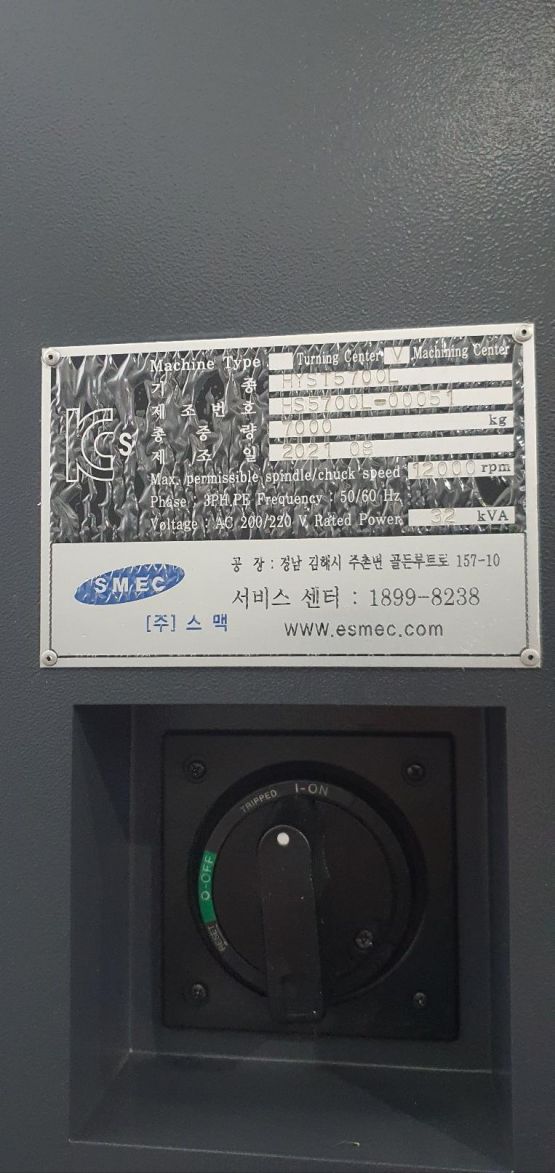 Machine Type Turning Center V Machining Center
기 종 HYST5700L
제 조 번 호 HS5700L-00051
총 중 량 7000 kg
제 조 일 2021 08
Max. permissible spindle/chuck speed 12000 rpm
Phase : 3PH,PE Frequency : 50/60 Hz
Voltage : AC 200/220 V Rated Power 32 kVA
KCs
SMEC
[주] 스 맥
공 장 : 경남 김해시 주촌면 골든루트로 157-10
서비스 센터 : 1899-8238
www.esmec.com
TRIPPED I-ON
O-OFF
RESET